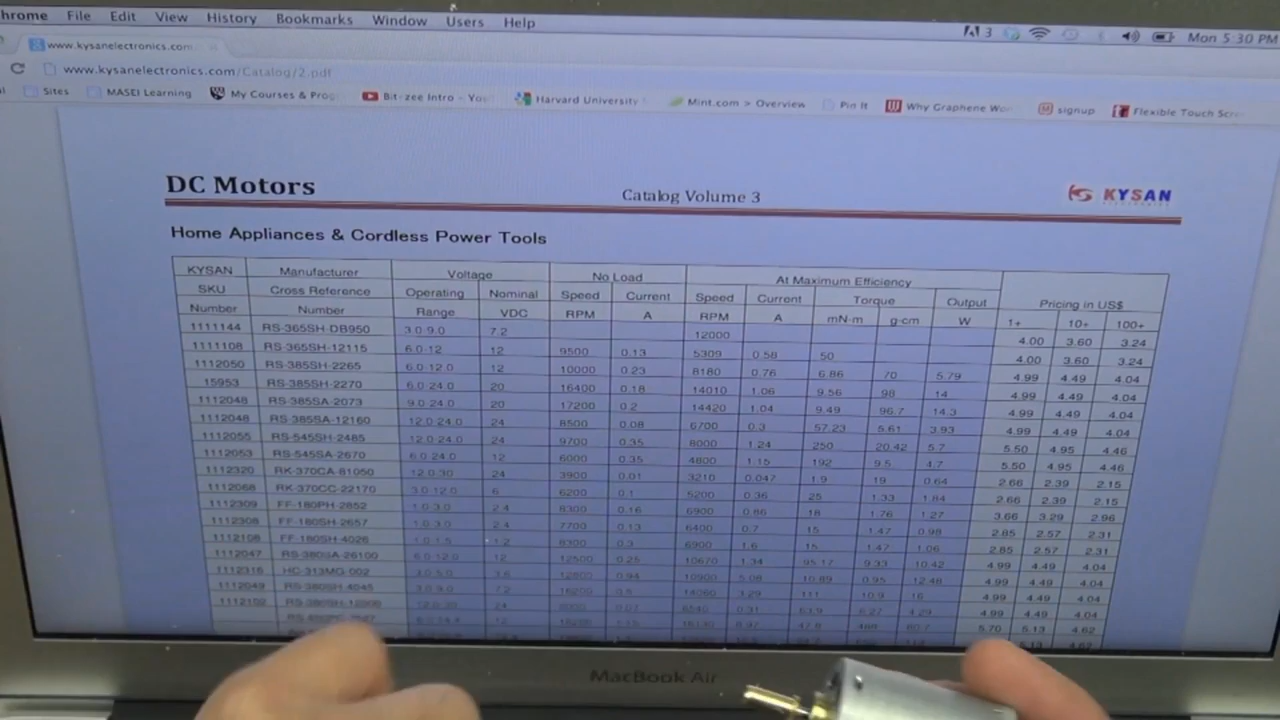 hrome File Edit View History Bookmarks Window Users Help
3 Mon 5:30 PM
www.kysanelectronics.com
www.kysanelectronics.com/Catalog/2.pdf
Sites MASEI Learning My Courses & Prog Bit-zee Intro - You Harvard University Mint.com > Overview Pin It Why Graphene Wo signup Flexible Touch Scre
DC Motors Catalog Volume 3 KYSAN
Home Appliances & Cordless Power Tools
KYSAN Manufacturer Voltage No Load At Maximum Efficiency
SKU Cross Reference Operating Nominal Speed Current Speed Current Torque Output Pricing in US$
Number Number Range VDC RPM A RPM A mN-m g-cm W 1+ 10+ 100+
1111144 RS-365SH-DB950 3.0 9.0 7.2 12000 4.00 3.60 3.24
1111108 RS-365SH-12115 6.0-12 12 9500 0.13 5309 0.58 50 4.00 3.60 3.24
1112050 RS-385SH-2265 6.0-12.0 12 10000 0.23 8180 0.76 6.86 70 5.79 4.99 4.49 4.04
15953 RS-385SH-2270 6.0-24.0 20 16400 0.18 14010 1.06 9.56 98 14 4.99 4.49 4.04
1112048 RS-385SA-2073 9.0-24.0 20 17200 0.2 14420 1.04 9.49 96.7 14.3 4.99 4.49 4.04
1112048 RS-385SA-12160 12.0-24.0 24 8500 0.08 6700 0.3 57.23 5.61 3.93 4.99 4.49 4.04
1112055 RS-545SH-2485 12.0-24.0 24 9700 0.35 8000 1.24 250 20.42 5.7 5.50 4.95 4.46
1112053 RS-545SA-2670 6.0-24.0 12 6000 0.35 4800 1.15 192 9.5 4.7 5.50 4.95 4.46
1112320 RK-370CA-81050 12.0-30 24 3900 0.01 3210 0.047 1.9 19 0.64 2.66 2.39 2.15
1112068 RK-370CC-22170 3.0-12.0 6 6200 0.1 5200 0.36 25 1.33 1.84 2.66 2.39 2.15
1112309 FF-180PH-2852 1.0-3.0 2.4 8300 0.16 6900 0.86 18 1.76 1.27 3.66 3.29 2.96
1112308 FF-180SH-2657 1.0-3.0 2.4 7700 0.13 6400 0.7 15 1.47 0.98 2.85 2.57 2.31
1112108 FF-180SH-4026 1.0-1.5 1.2 8300 0.3 6900 1.6 15 1.47 1.06 2.85 2.57 2.31
1112047 RS-380SA-26100 6.0-12.0 12 12500 0.25 10670 1.34 95.17 9.33 10.42 4.99 4.49 4.04
1112316 HC-313MG-002 3.0-5.0 3.6 0.94 10900 5.08 10.89 0.95 12.48 4.99 4.49 4.04
1112049 RS-380SH-4045 3.0-9.0 7.2 16200 0.5 14060 3.29 111 10.9 16 4.99 4.49 4.04
1112102 24 6540 0.31 63.9 6.27 4.29 4.99 4.49 4.04
12 5.70 5.13 4.62
MacBook Air